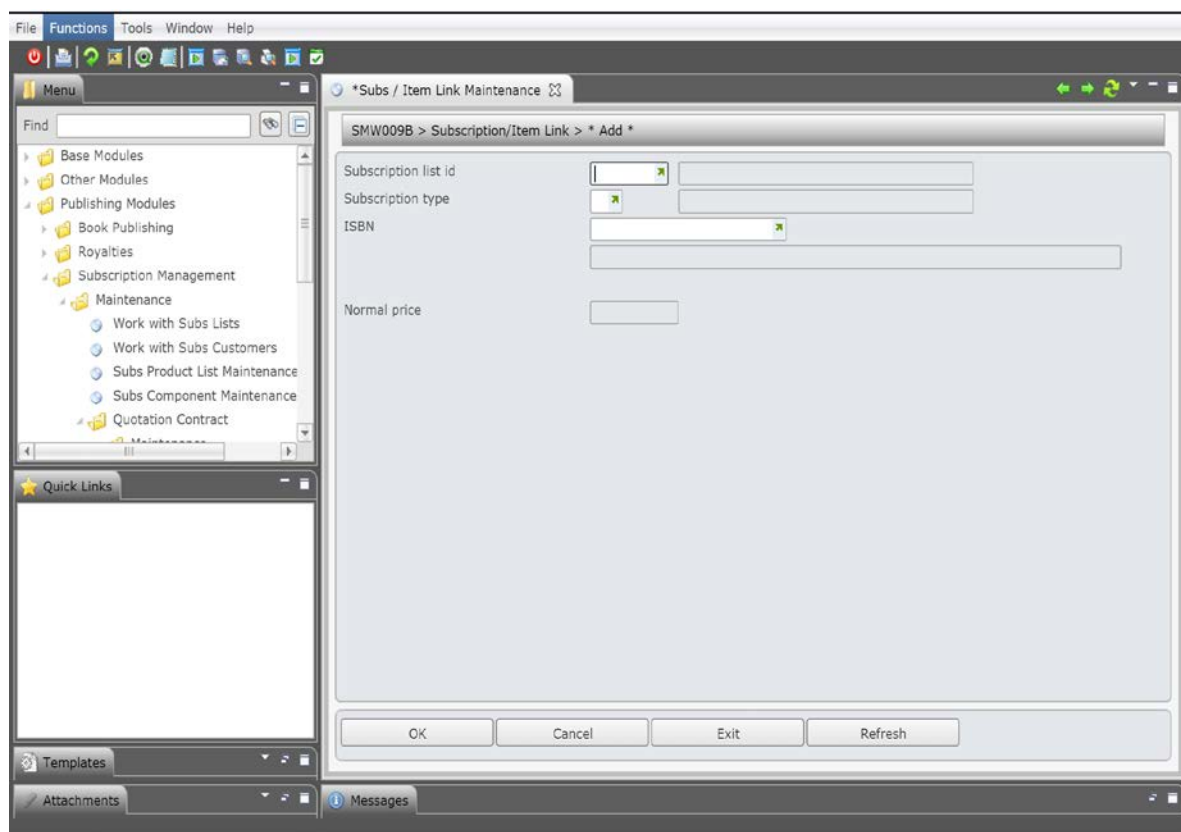 File Functions Tools Window Help
Menu
Find
Base Modules
Other Modules
Publishing Modules
Book Publishing
Royalties
Subscription Management
Maintenance
Work with Subs Lists
Work with Subs Customers
Subs Product List Maintenance
Subs Component Maintenance
Quotation Contract
Maintenance
Quick Links
Templates
Attachments
*Subs / Item Link Maintenance
SMW009B > Subscription/Item Link > * Add *
Subscription list id
Subscription type
ISBN
Normal price
OK Cancel Exit Refresh
Messages